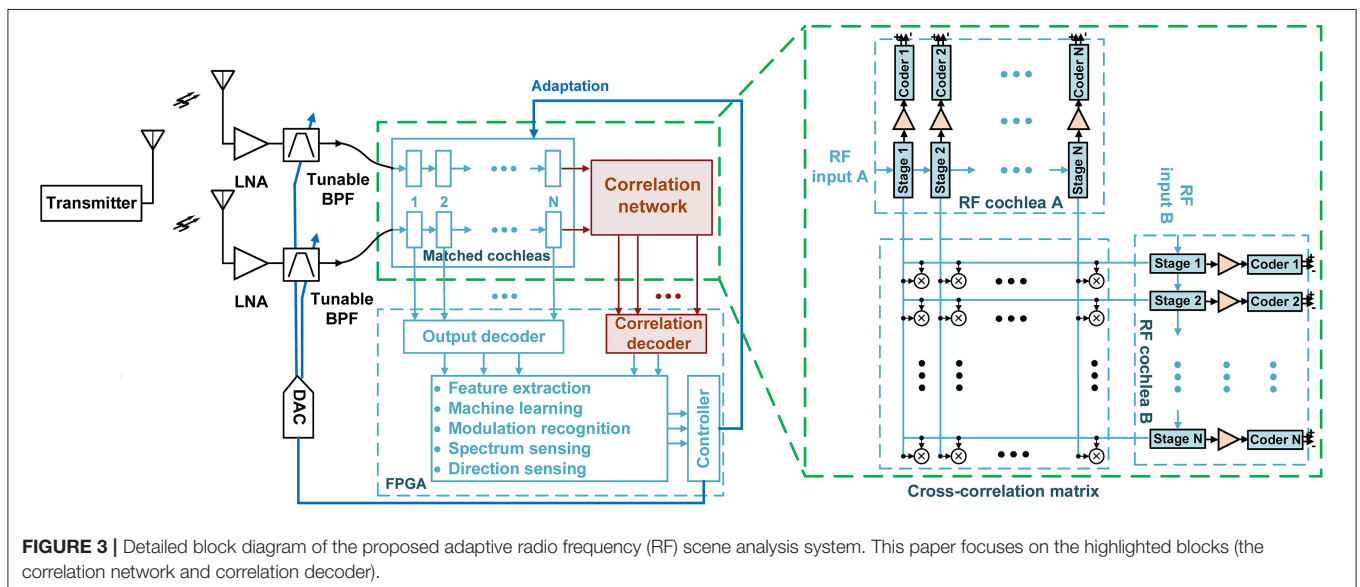 Transmitter
LNA
Tunable
BPF
LNA
Tunable
BPF
DAC
Adaptation
1 2 N
Matched cochleas
Correlation
network
Output decoder
Correlation
decoder
• Feature extraction
• Machine learning
• Modulation recognition
• Spectrum sensing
• Direction sensing
Controller
FPGA
+ - + - + -
Coder 1 Coder 2 Coder N
RF
input A
Stage 1 Stage 2 Stage N
RF cochlea A
RF
input B
Stage 1 Coder 1 + -
Stage 2 Coder 2 + -
RF cochlea B
Stage N Coder N + -
Cross-correlation matrix
FIGURE 3 | Detailed block diagram of the proposed adaptive radio frequency (RF) scene analysis system. This paper focuses on the highlighted blocks (the
correlation network and correlation decoder).